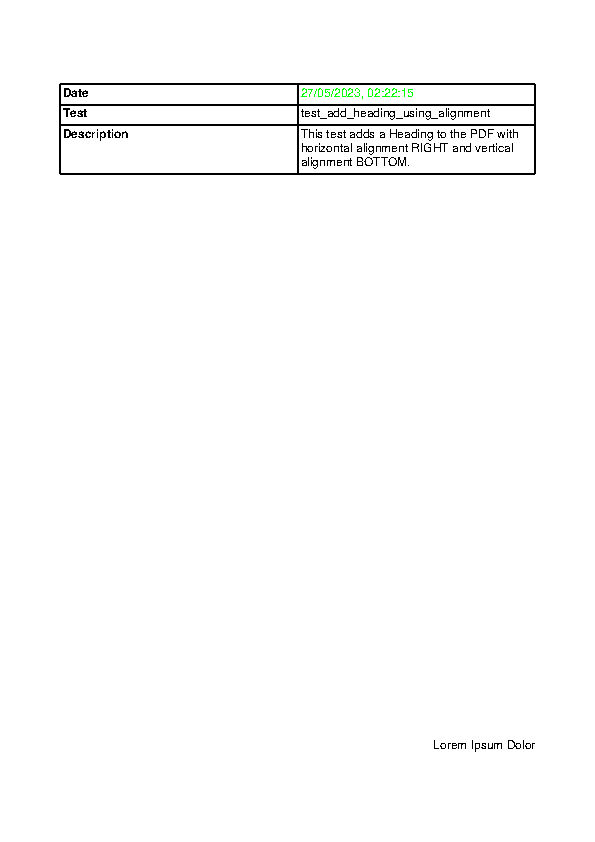 Date 27/05/2023, 02:22:15
Test test_add_heading_using_alignment
Description This test adds a Heading to the PDF with
horizontal alignment RIGHT and vertical
alignment BOTTOM.
Lorem Ipsum Dolor